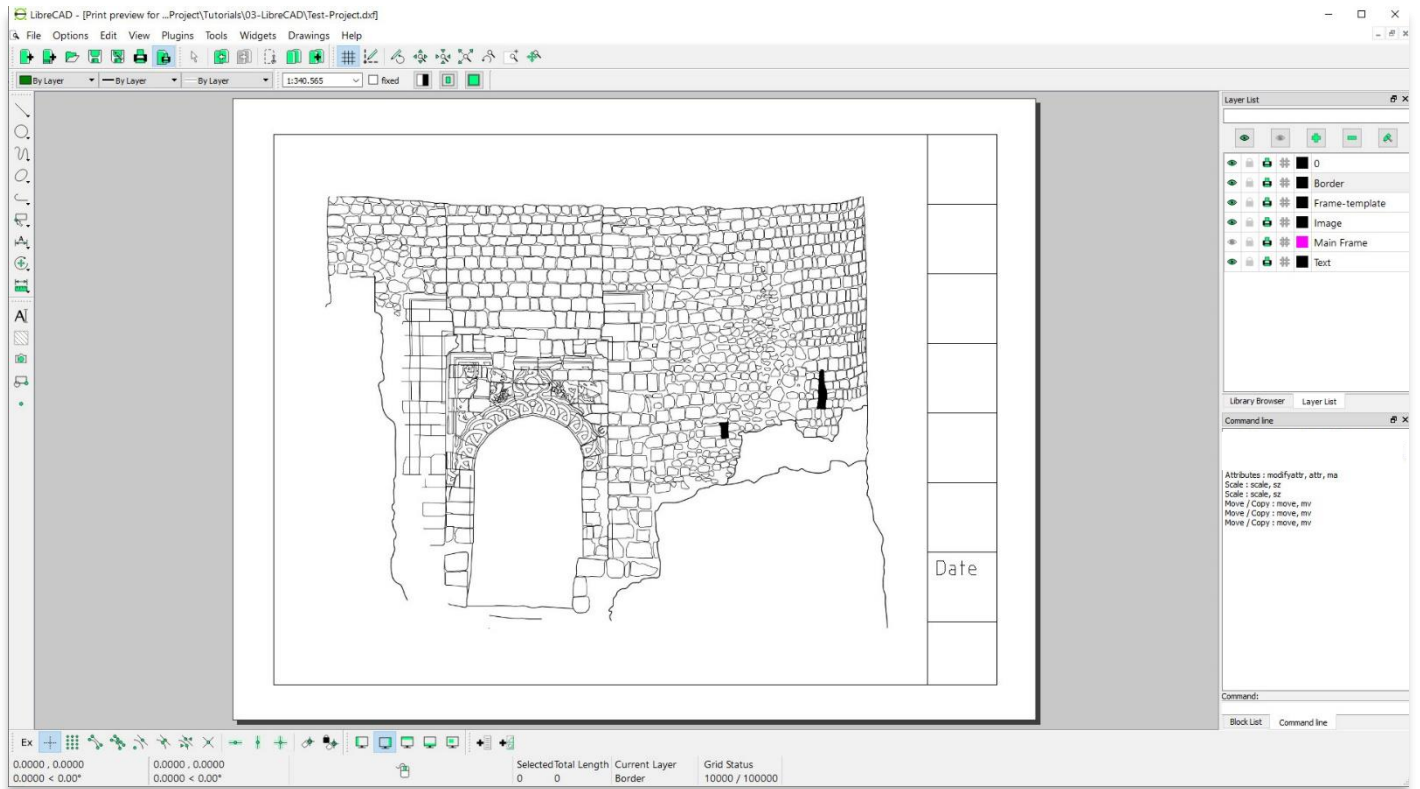 LibreCAD - [Print preview for ...Project\Tutorials\03-LibreCAD\Test-Project.dxf]
File Options Edit View Plugins Tools Widgets Drawings Help
By Layer By Layer By Layer 1:340.565 fixed
Layer List
0
Border
Frame-template
Image
Main Frame
Text
Library Browser Layer List
Command line
Attributes : modifyattr, attr, ma
Scale : scale, sz
Scale : scale, sz
Move / Copy : move, mv
Move / Copy : move, mv
Move / Copy : move, mv
Date
Command:
Block List Command line
Ex
0.0000 , 0.0000 0.0000 , 0.0000 Selected Total Length Current Layer Grid Status
0.0000 < 0.00° 0.0000 < 0.00° 0 0 Border 10000 / 100000